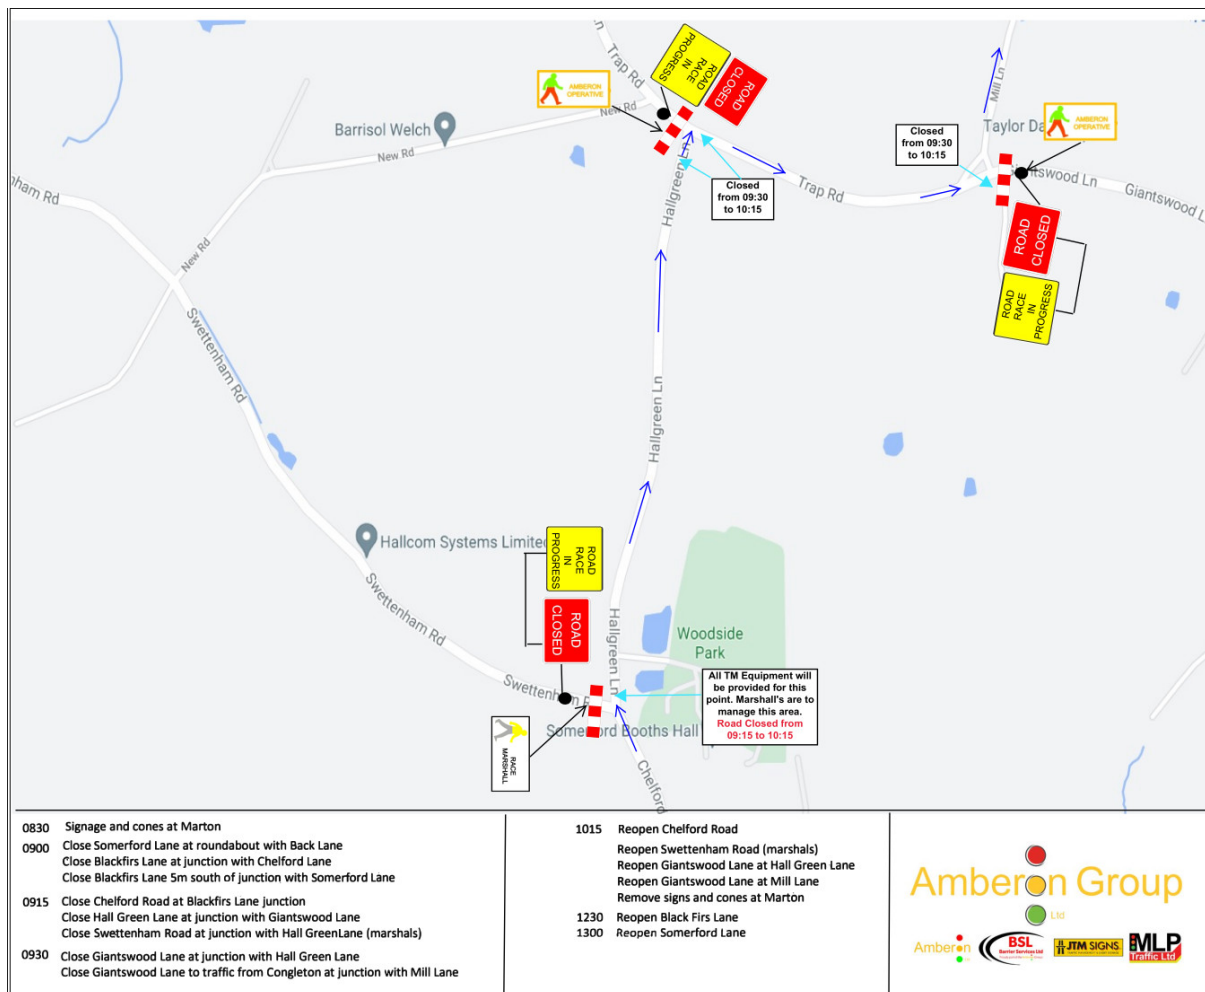 Ln
Trap Rd
ROAD
RACE
IN
PROGRESS
ROAD
CLOSED
AMBERON
OPERATIVE
New Rd
Barrisol Welch
New Rd
Hallgreen Ln
Closed
from 09:30
to 10:15
Trap Rd
Mill Ln
Taylor Da
AMBERON
OPERATIVE
Closed
from 09:30
to 10:15
Giantswood Ln
ROAD
CLOSED
ROAD
RACE
IN
PROGRESS
nham Rd
New Rd
Swettenham Rd
Hallgreen Ln
Hallcom Systems Limited
ROAD
RACE
IN
PROGRESS
ROAD
CLOSED
Swettenham Rd
Hallgreen Ln
Woodside
Park
Swettenham R
All TM Equipment will
be provided for this
point. Marshall's are to
manage this area.
Road Closed from
09:15 to 10:15
Somerford Booths Hall
RACE
MARSHALL
Chelford
0830 Signage and cones at Marton
0900 Close Somerford Lane at roundabout with Back Lane
Close Blackfirs Lane at junction with Chelford Lane
Close Blackfirs Lane 5m south of junction with Somerford Lane
0915 Close Chelford Road at Blackfirs Lane junction
Close Hall Green Lane at junction with Giantswood Lane
Close Swettenham Road at junction with Hall GreenLane (marshals)
0930 Close Giantswood Lane at junction with Hall Green Lane
Close Giantswood Lane to traffic from Congleton at junction with Mill Lane
1015 Reopen Chelford Road
Reopen Swettenham Road (marshals)
Reopen Giantswood Lane at Hall Green Lane
Reopen Giantswood Lane at Mill Lane
Remove signs and cones at Marton
1230 Reopen Black Firs Lane
1300 Reopen Somerford Lane
Amberon Group
Ltd
Amberon
BSL
Barrier Services Ltd
JTM SIGNS
MLP
Traffic Ltd